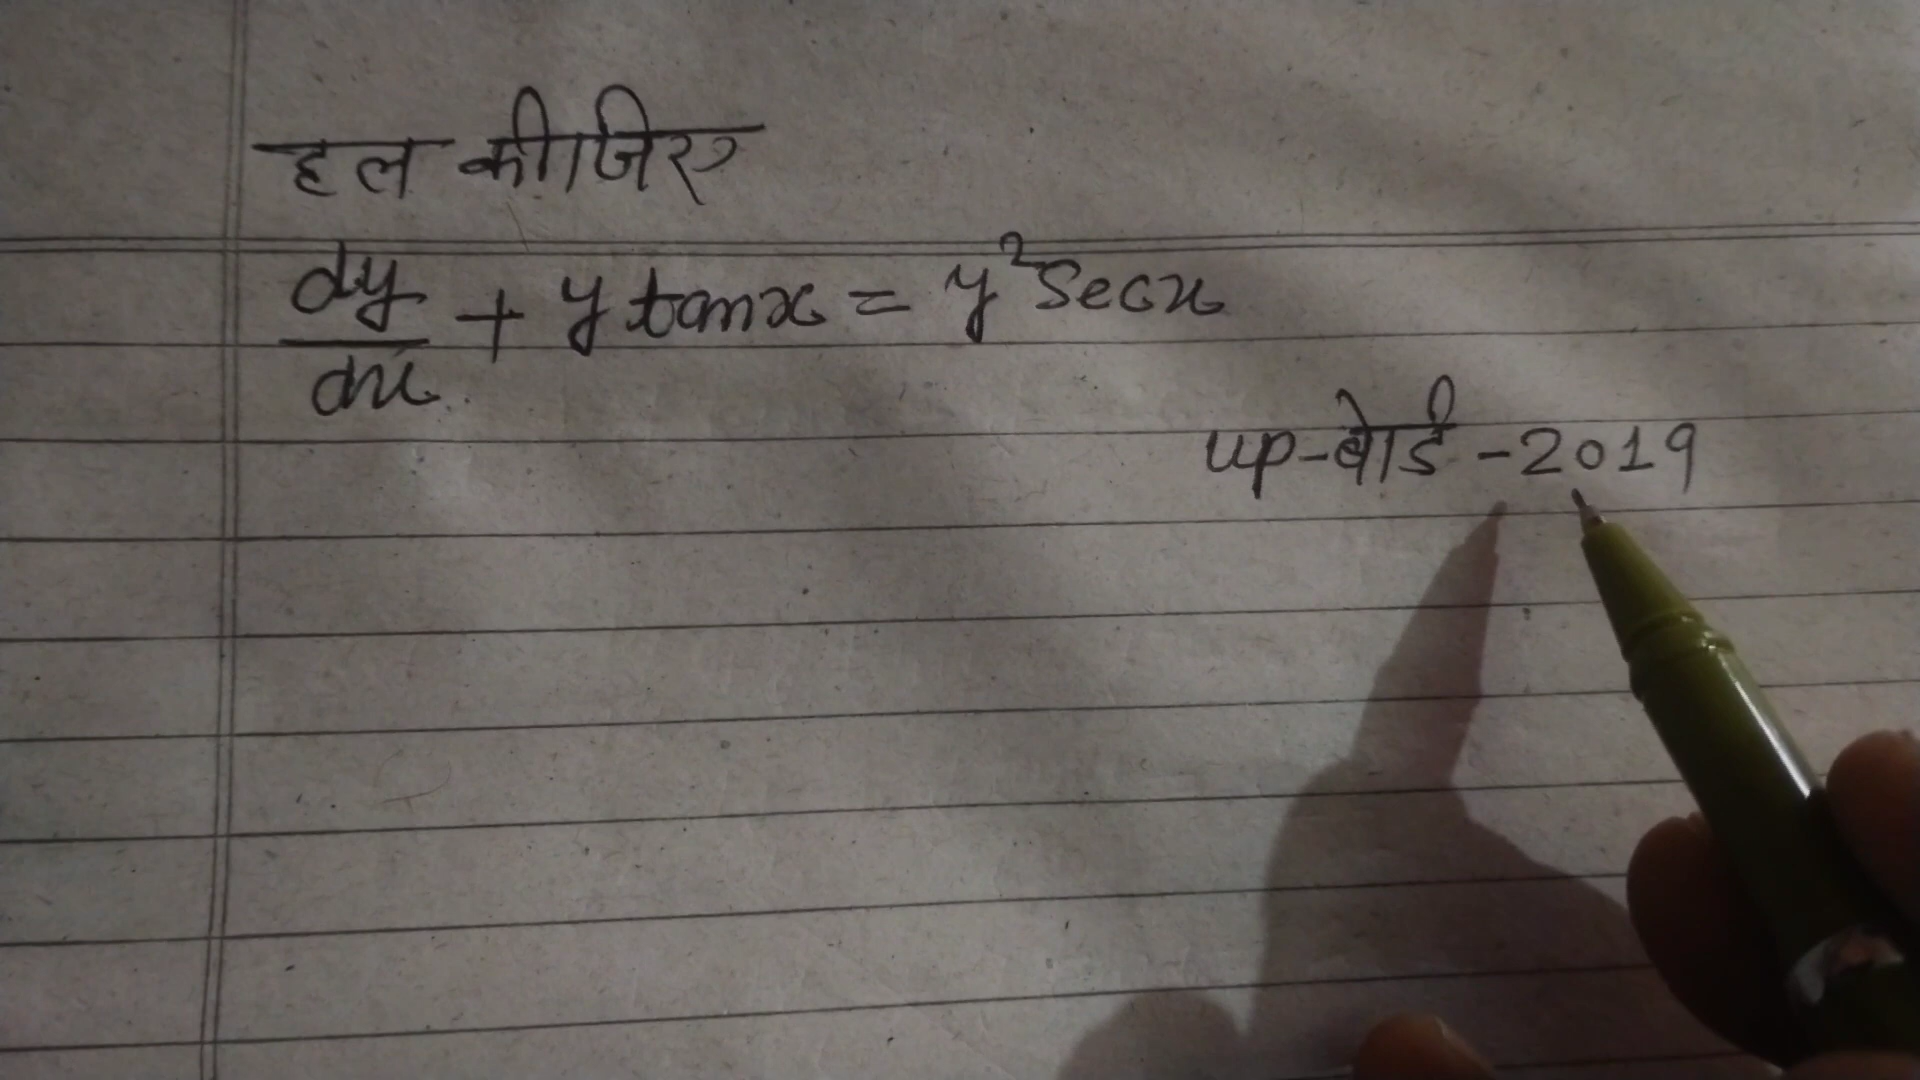 हल कीजिए
dy/dx + y tanx = y² Secx
up-बोर्ड - 2019